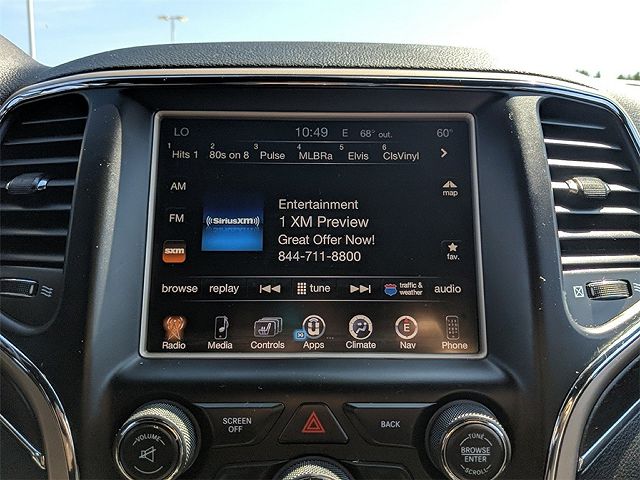 LO 10:49 E 68° out. 60°
1 Hits 1 2 80s on 8 3 Pulse 4 MLBRa 5 Elvis 6 ClsVinyl
AM
FM
sxm
((SiriusXM))
Entertainment
1 XM Preview
Great Offer Now!
844-711-8800
map
fav.
browse replay tune traffic & weather audio
Radio Media Controls Apps Climate Nav Phone
E
VOLUME
SCREEN OFF
BACK
TUNE
BROWSE
ENTER
SCROLL